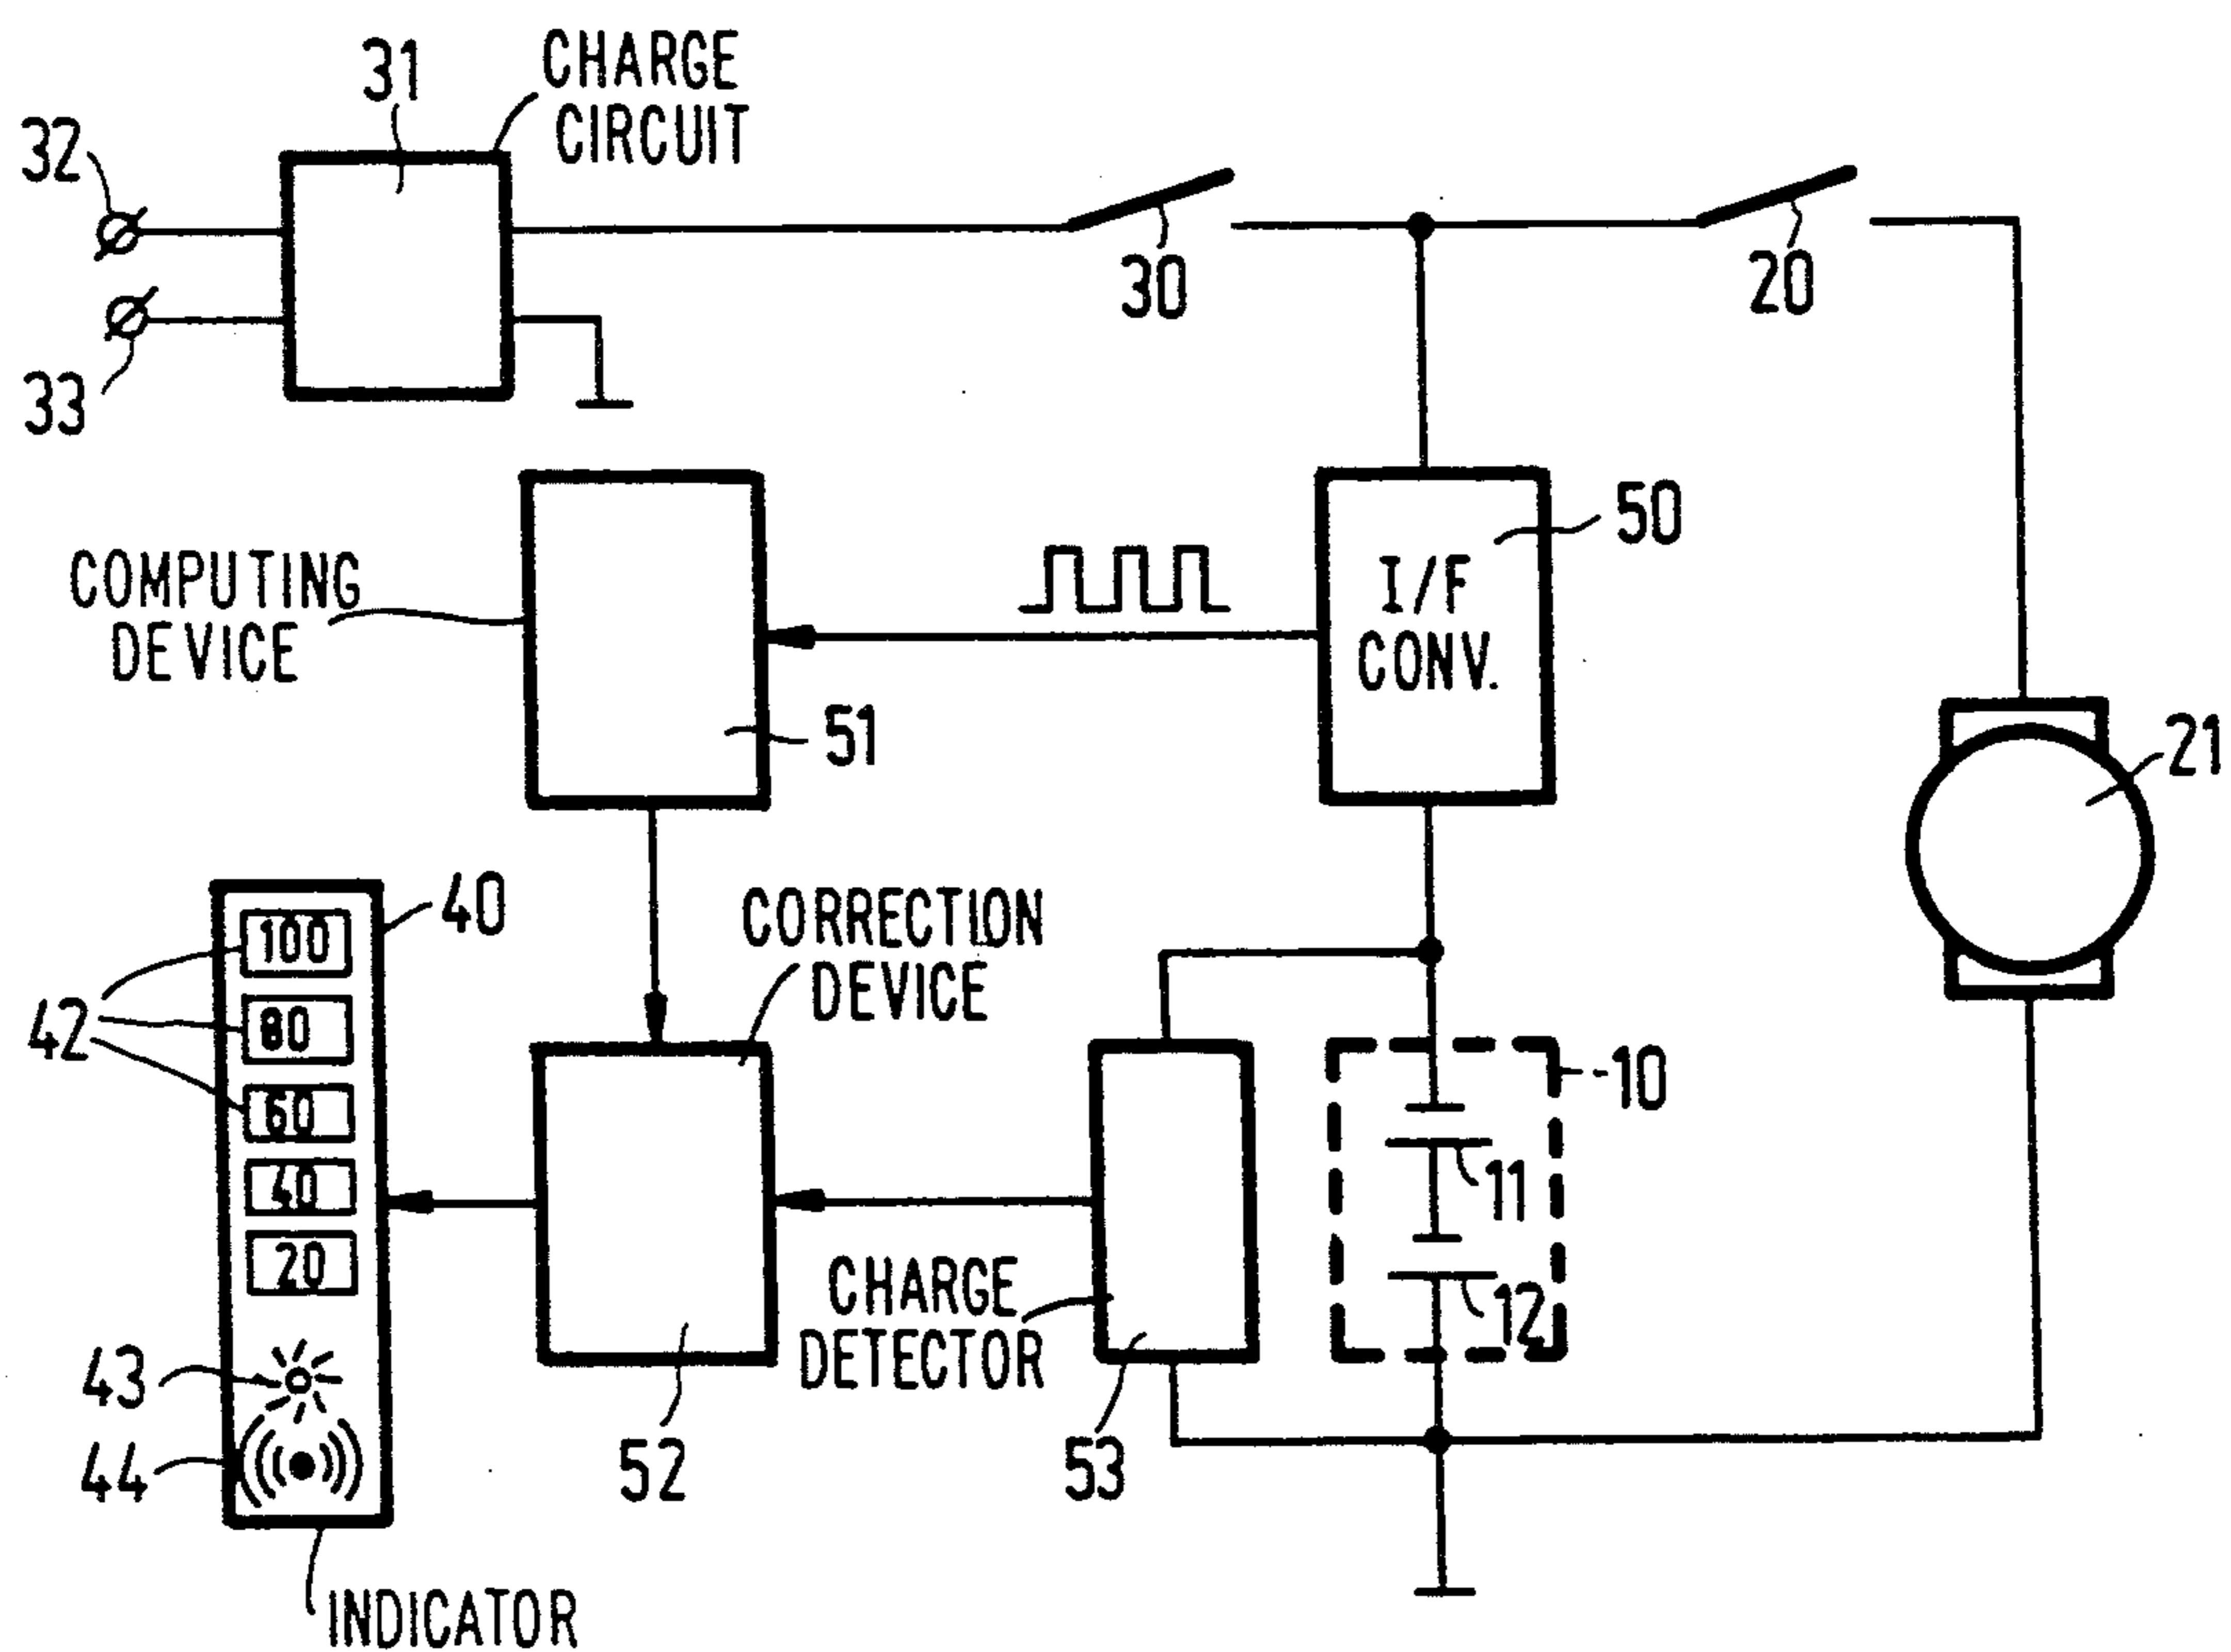 31
CHARGE
CIRCUIT
32
33
30
20
50
I/F
CONV.
COMPUTING
DEVICE
51
21
40
CORRECTION
DEVICE
100
80
60
40
20
42
10
11
12
CHARGE
DETECTOR
43
44
52
53
INDICATOR